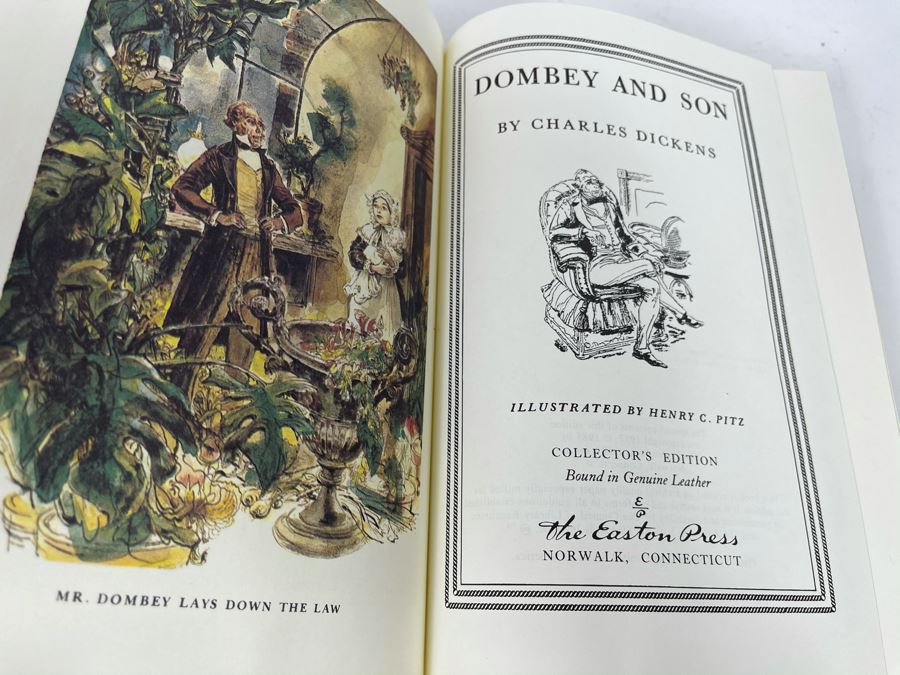 MR. DOMBEY LAYS DOWN THE LAW
DOMBEY AND SON
BY CHARLES DICKENS
ILLUSTRATED BY HENRY C. PITZ
COLLECTOR'S EDITION
Bound in Genuine Leather
E
P
The Easton Press
NORWALK, CONNECTICUT